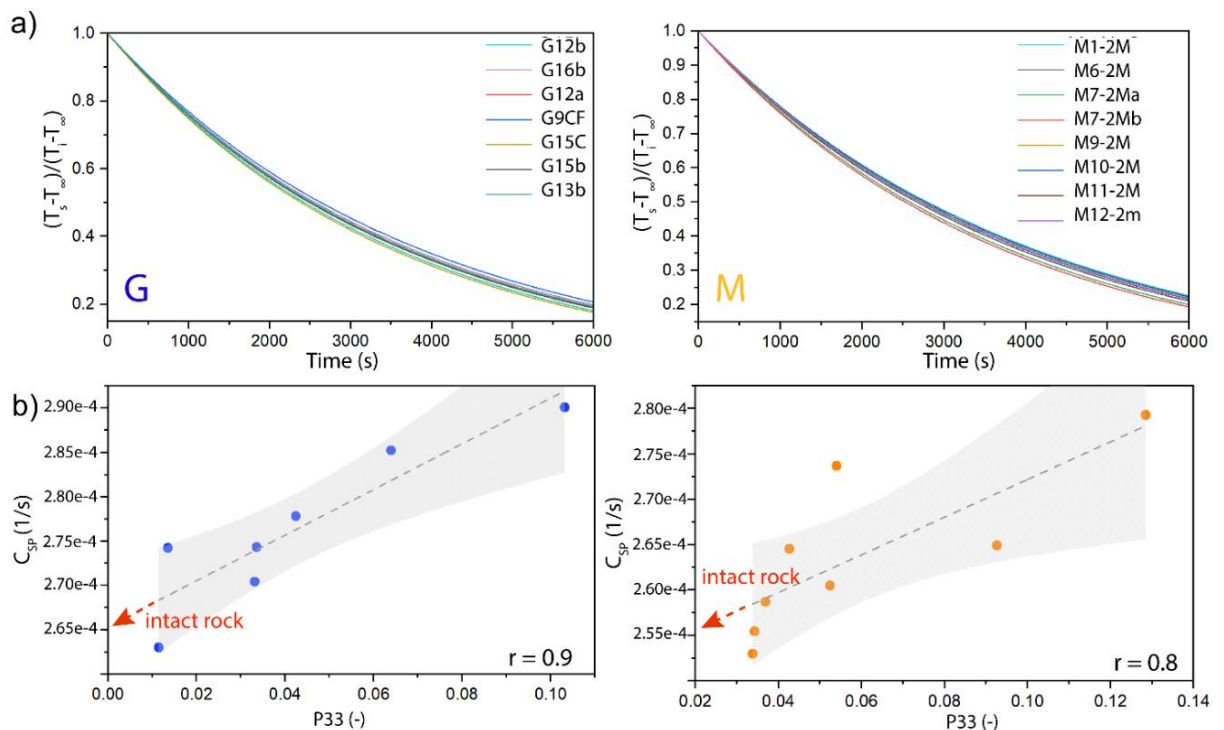 a)
G12b
G16b
G12a
G9CF
G15C
G15b
G13b
(Ts-T∞)/(Ti-T∞)
1.0
0.8
0.6
0.4
0.2
G
0 1000 2000 3000 4000 5000 6000
Time (s)
M1-2M
M6-2M
M7-2Ma
M7-2Mb
M9-2M
M10-2M
M11-2M
M12-2m
(Ts-T∞)/(Ti-T∞)
1.0
0.9
0.8
0.7
0.6
0.5
0.4
0.3
0.2
M
0 1000 2000 3000 4000 5000 6000
Time (s)
b)
CSP (1/s)
2.90e-4
2.85e-4
2.80e-4
2.75e-4
2.70e-4
2.65e-4
intact rock
r = 0.9
0.00 0.02 0.04 0.06 0.08 0.10
P33 (-)
CSP (1/s)
2.80e-4
2.75e-4
2.70e-4
2.65e-4
2.60e-4
2.55e-4
intact rock
r = 0.8
0.02 0.04 0.06 0.08 0.10 0.12 0.14
P33 (-)